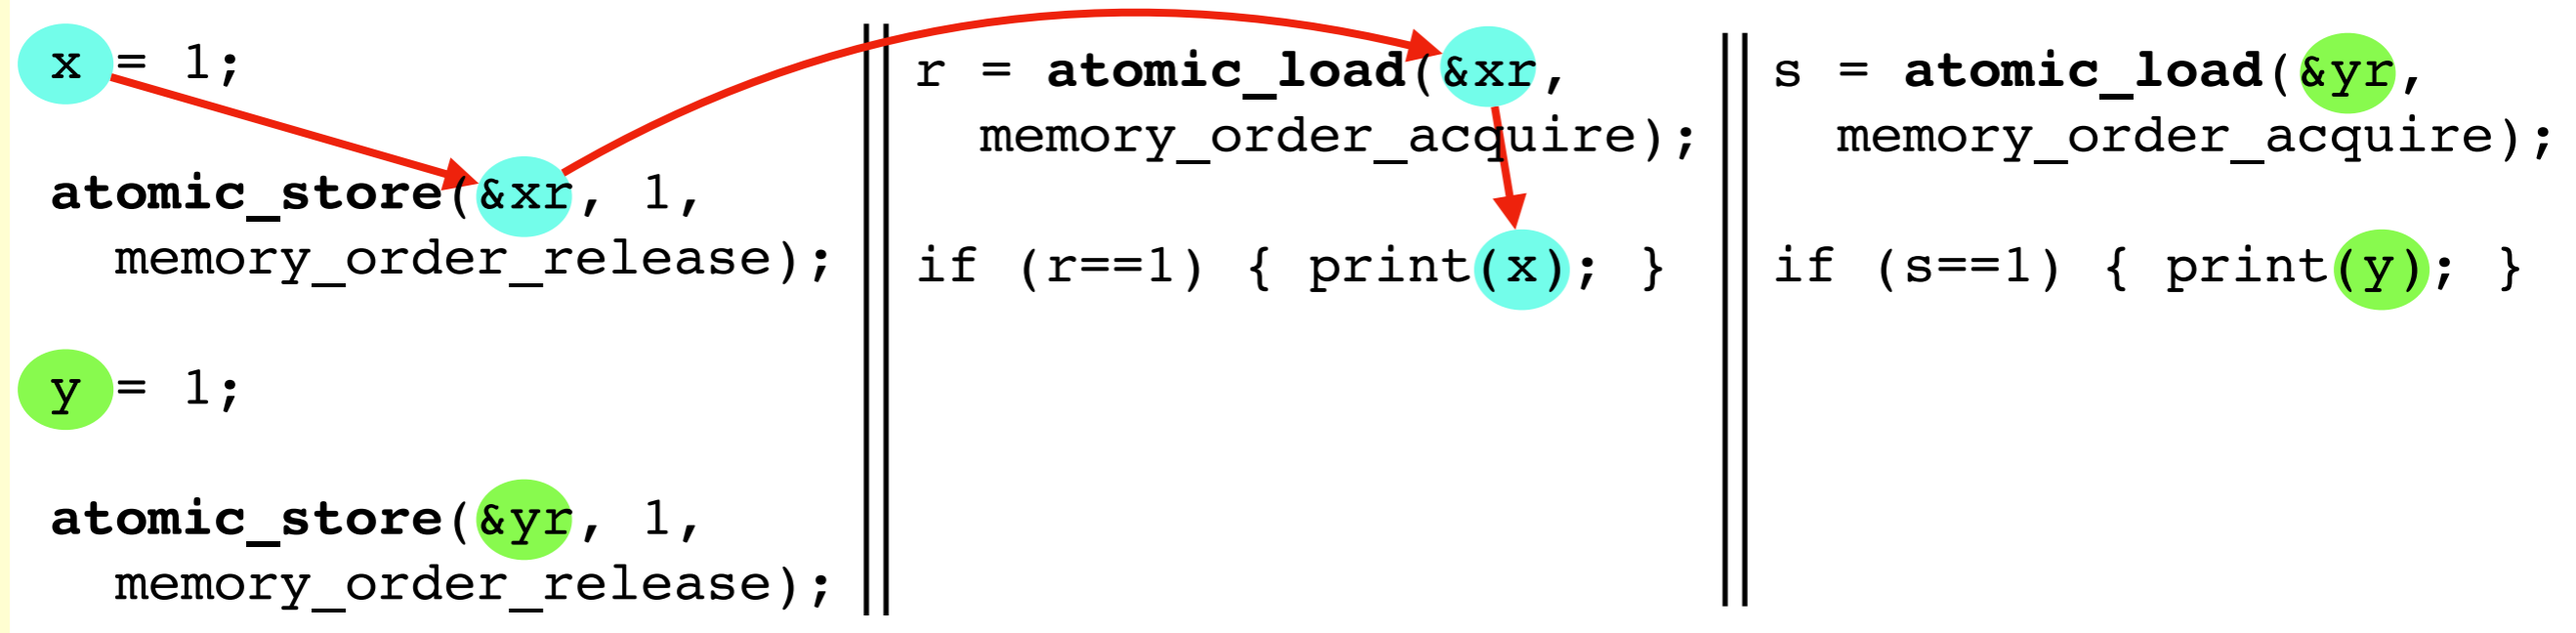 x = 1;
atomic_store(&xr, 1,
memory_order_release);
y = 1;
atomic_store(&yr, 1,
memory_order_release);
r = atomic_load(&xr,
memory_order_acquire);
if (r==1) { print(x); }
s = atomic_load(&yr,
memory_order_acquire);
if (s==1) { print(y); }